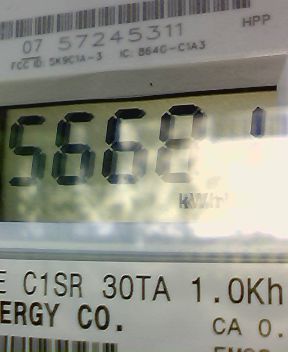 07 57245311 HPP
FCC ID: SK9C1A-3 IC: 864G-C1A3
5668
kWh
E C1SR 30TA 1.0Kh
ERGY CO. CA 0.